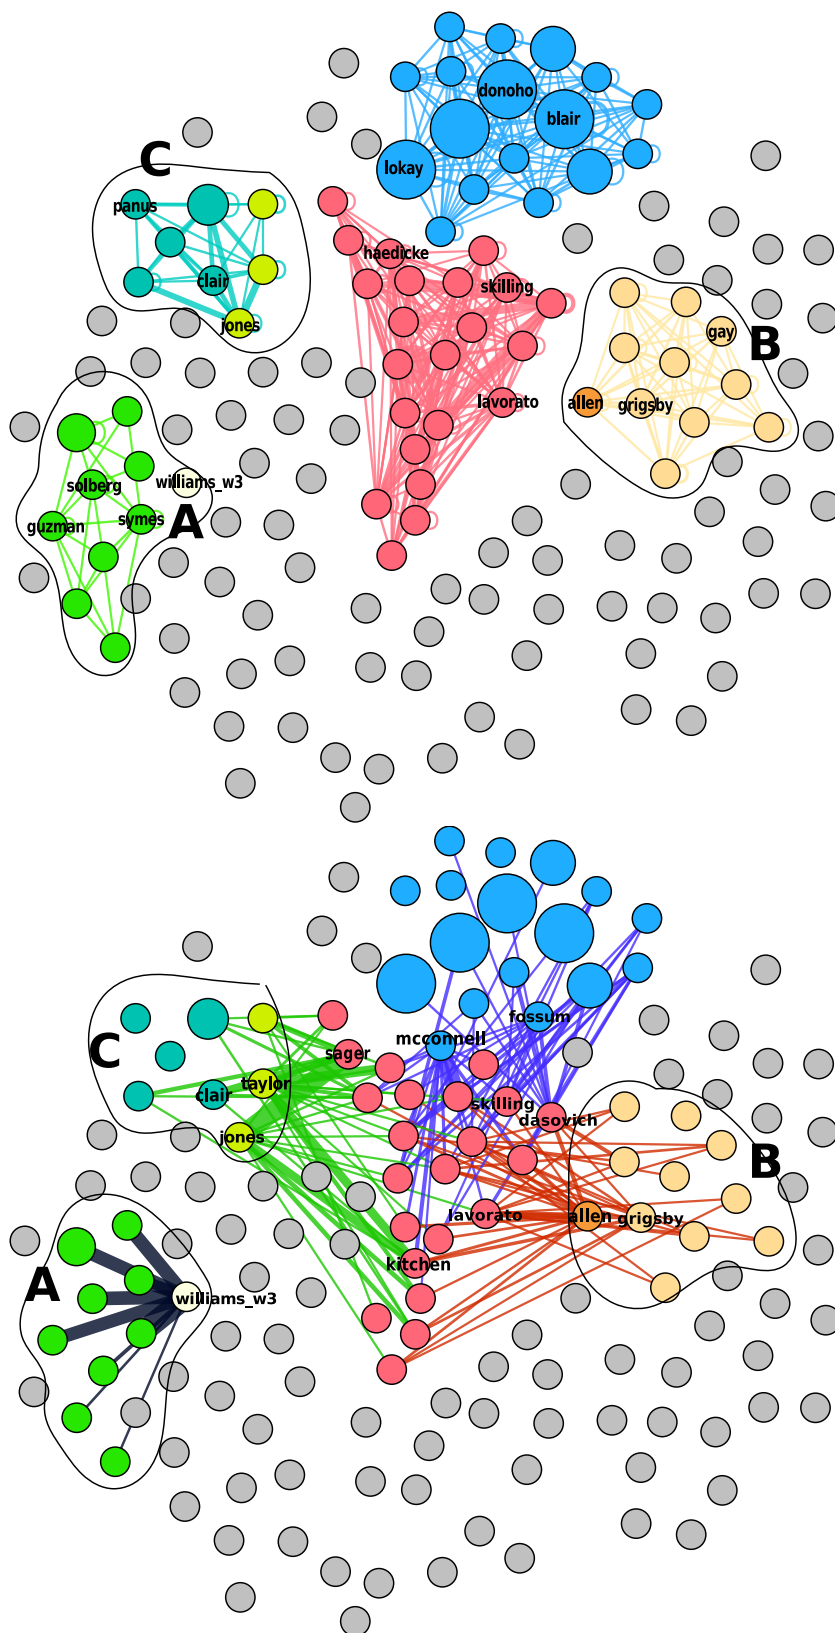 donoho
blair
C
lokay
panus
haedicke
clair
skilling
jones
gay
B
lavorato
allen
grigsby
solberg
williams_w3
guzman
symes
A
fossum
mcconnell
C
sager
taylor
clair
skilling
dasovich
jones
B
lavorato
allen
grigsby
kitchen
A
williams_w3